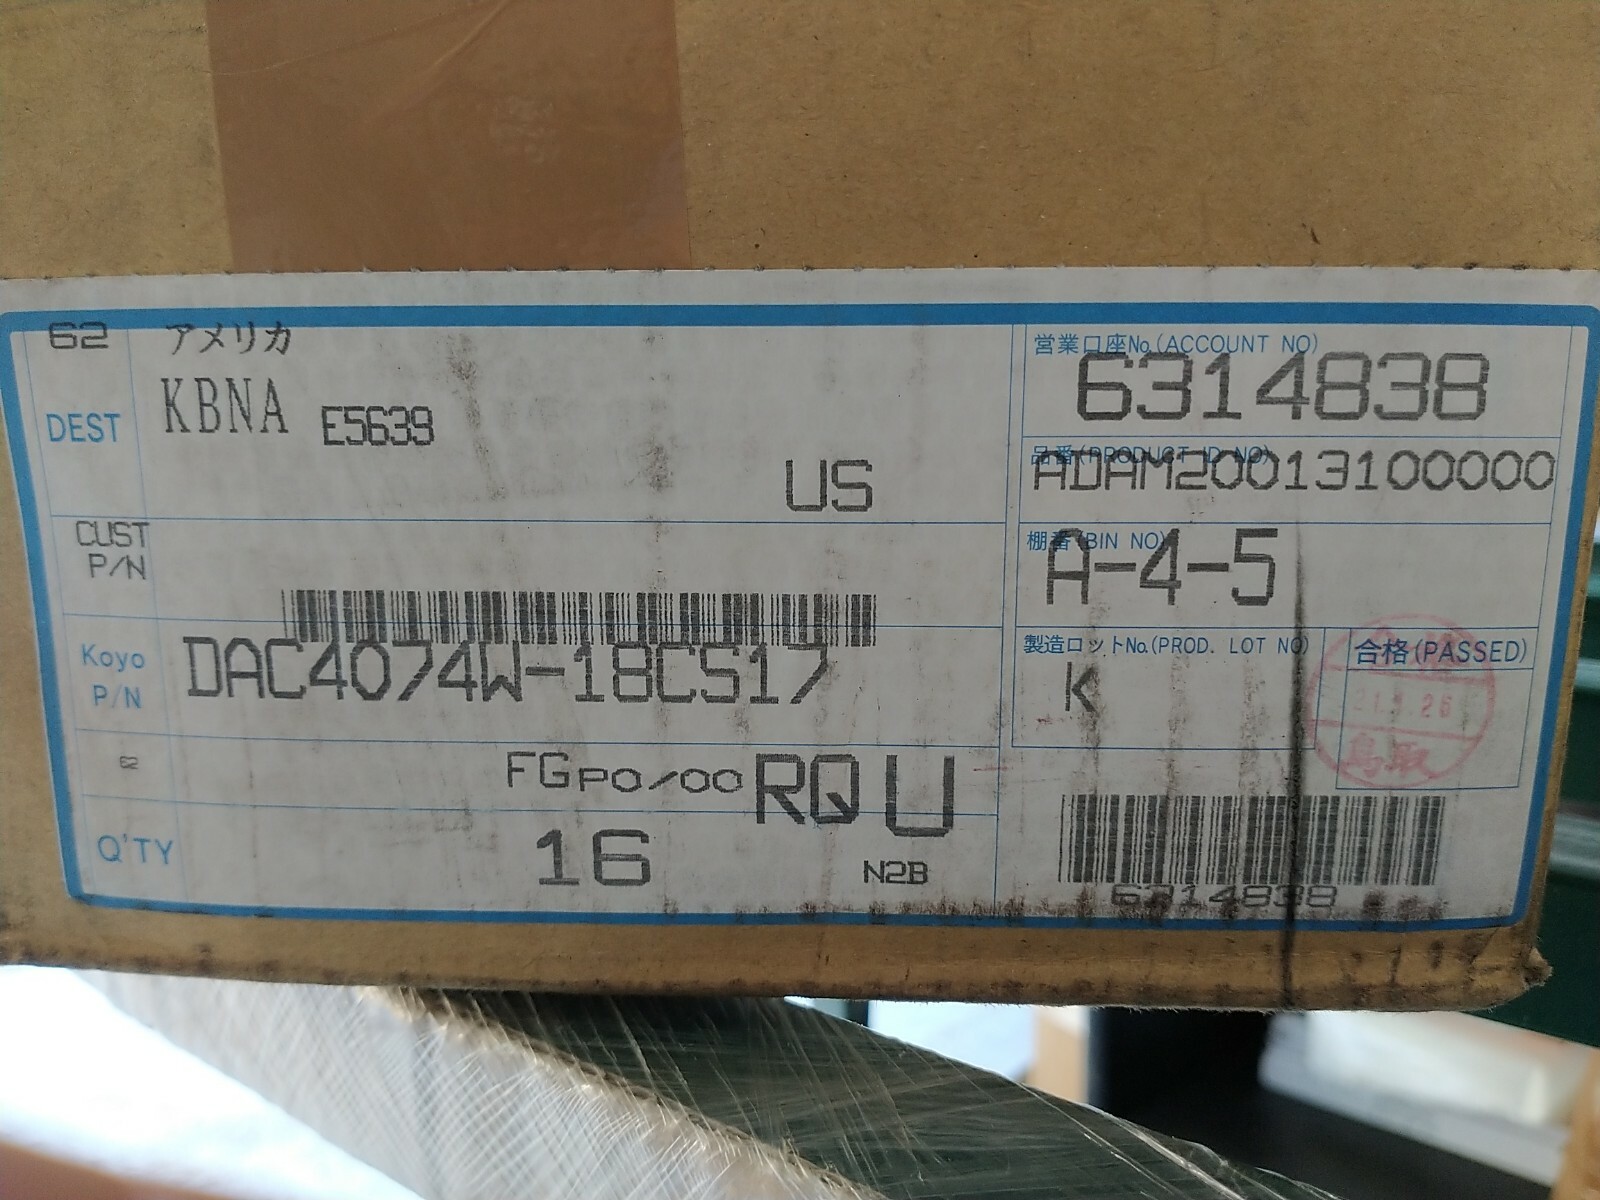 62 アメリカ
DEST KBNA E5639
US
CUST
P/N
Koyo
P/N
DAC4074W-18CS17
62
FG PO/00 RQ U
Q'TY 16 N2B
営業口座No.(ACCOUNT NO)
6314838
品番(PRODUCT ID NO)
ADAM20013100000
棚番(BIN NO)
A-4-5
製造ロットNo.(PROD. LOT NO)
K
合格(PASSED)
鳥取
6314838